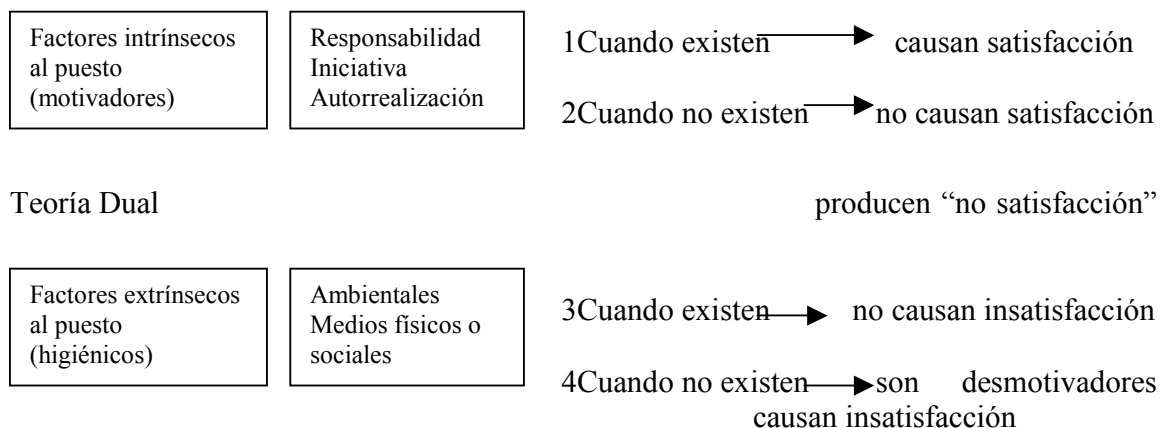 Factores intrínsecos
al puesto
(motivadores)
Responsabilidad
Iniciativa
Autorrealización
1Cuando existen causan satisfacción
2Cuando no existen no causan satisfacción
Teoría Dual producen “no satisfacción”
Factores extrínsecos
al puesto
(higiénicos)
Ambientales
Medios físicos o
sociales
3Cuando existen no causan insatisfacción
4Cuando no existen son desmotivadores
causan insatisfacción